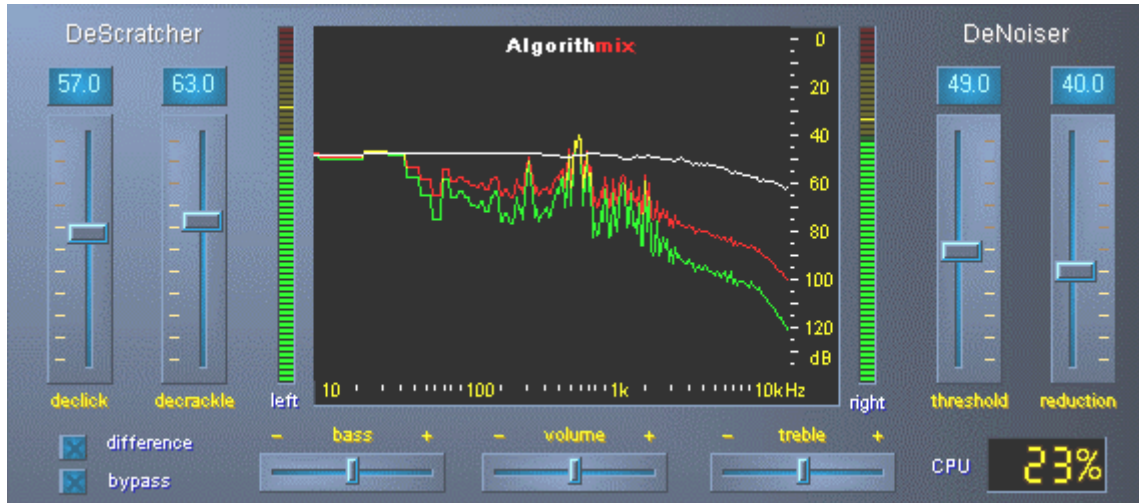 DeScratcher
DeNoiser
Algorithmix
57.0 63.0
49.0 40.0
0
20
40
60
80
100
120
dB
10 100 1k 10kHz
declick decrackle left
right threshold reduction
difference
bypass
- bass +
- volume +
- treble +
CPU 23%